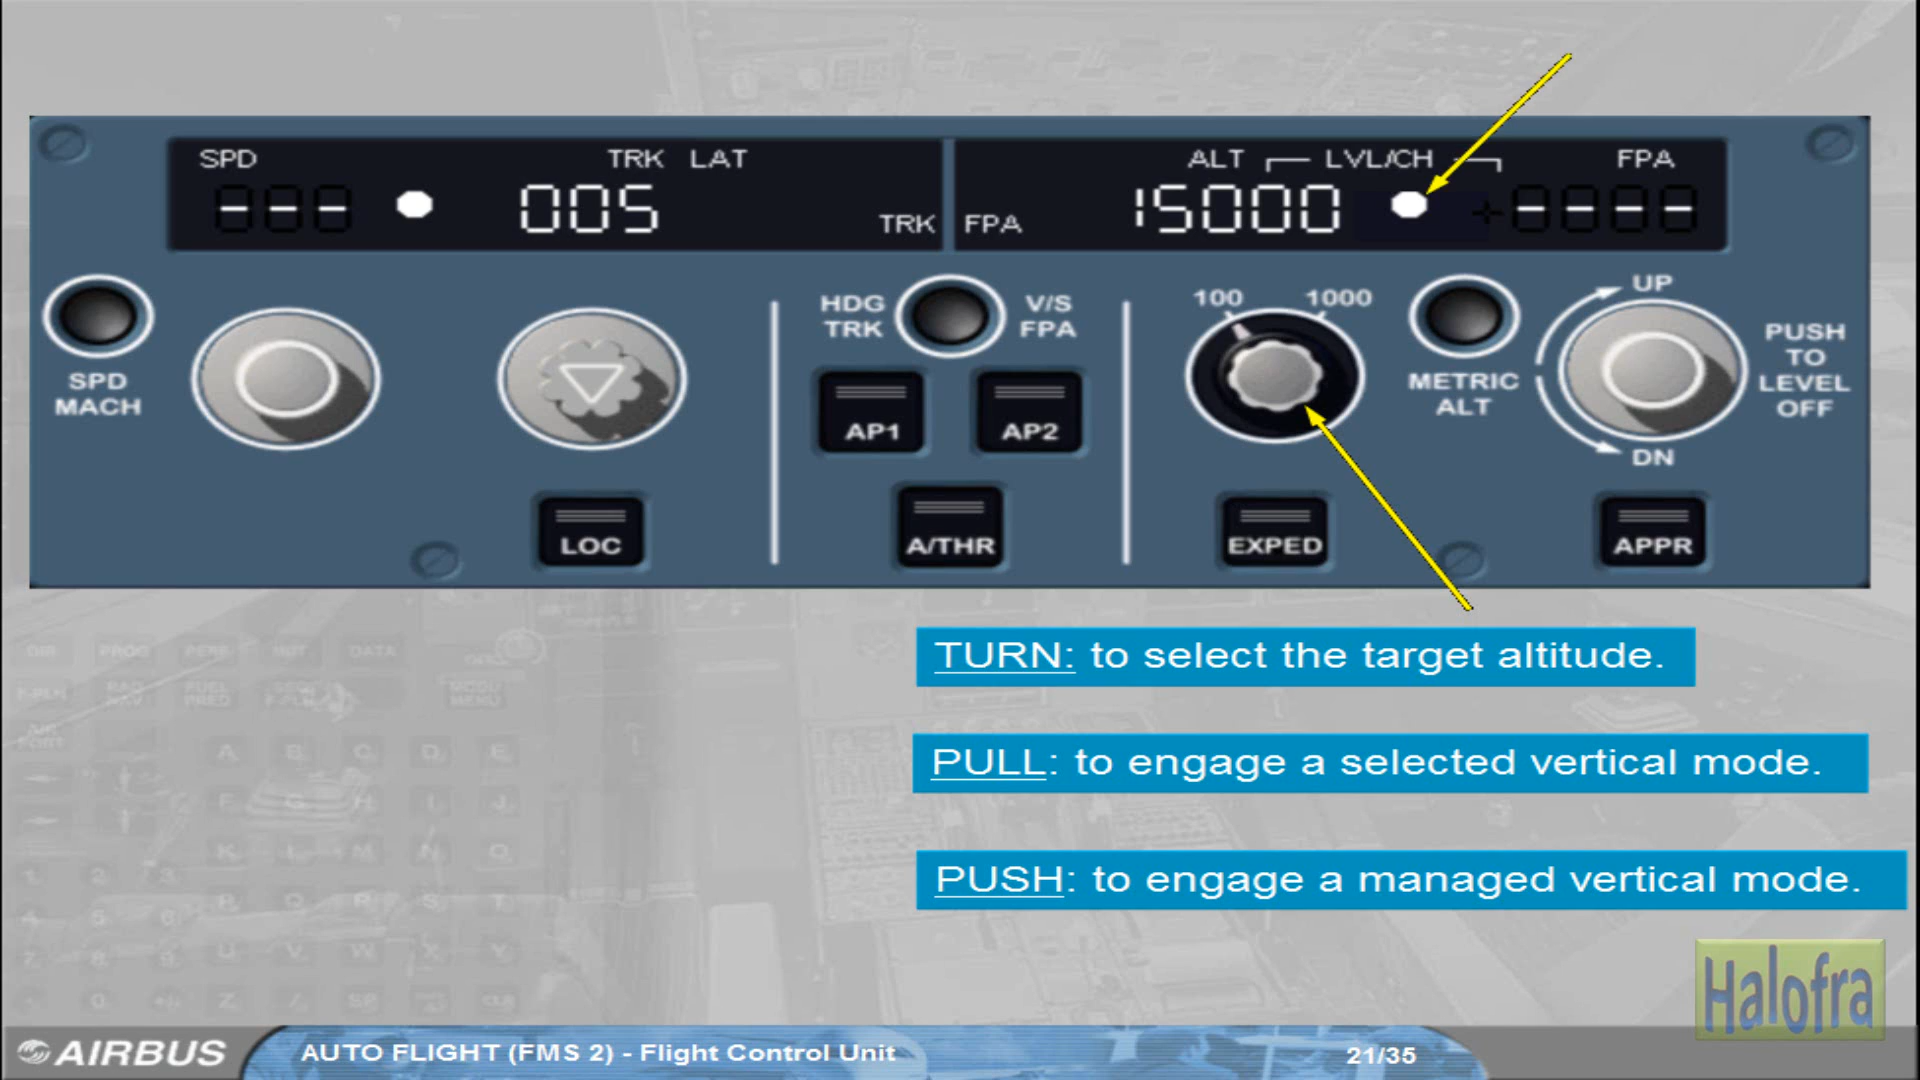 SPD
TRK LAT
ALT LVL/CH FPA
--- 005
TRK FPA
15000 ----
SPD
MACH
HDG
TRK
V/S
FPA
AP1
AP2
LOC
A/THR
100 1000
METRIC
ALT
UP
PUSH
TO
LEVEL
OFF
DN
EXPED
APPR
TURN: to select the target altitude.
PULL: to engage a selected vertical mode.
PUSH: to engage a managed vertical mode.
Halofra
AIRBUS
AUTO FLIGHT (FMS 2) - Flight Control Unit
21/35